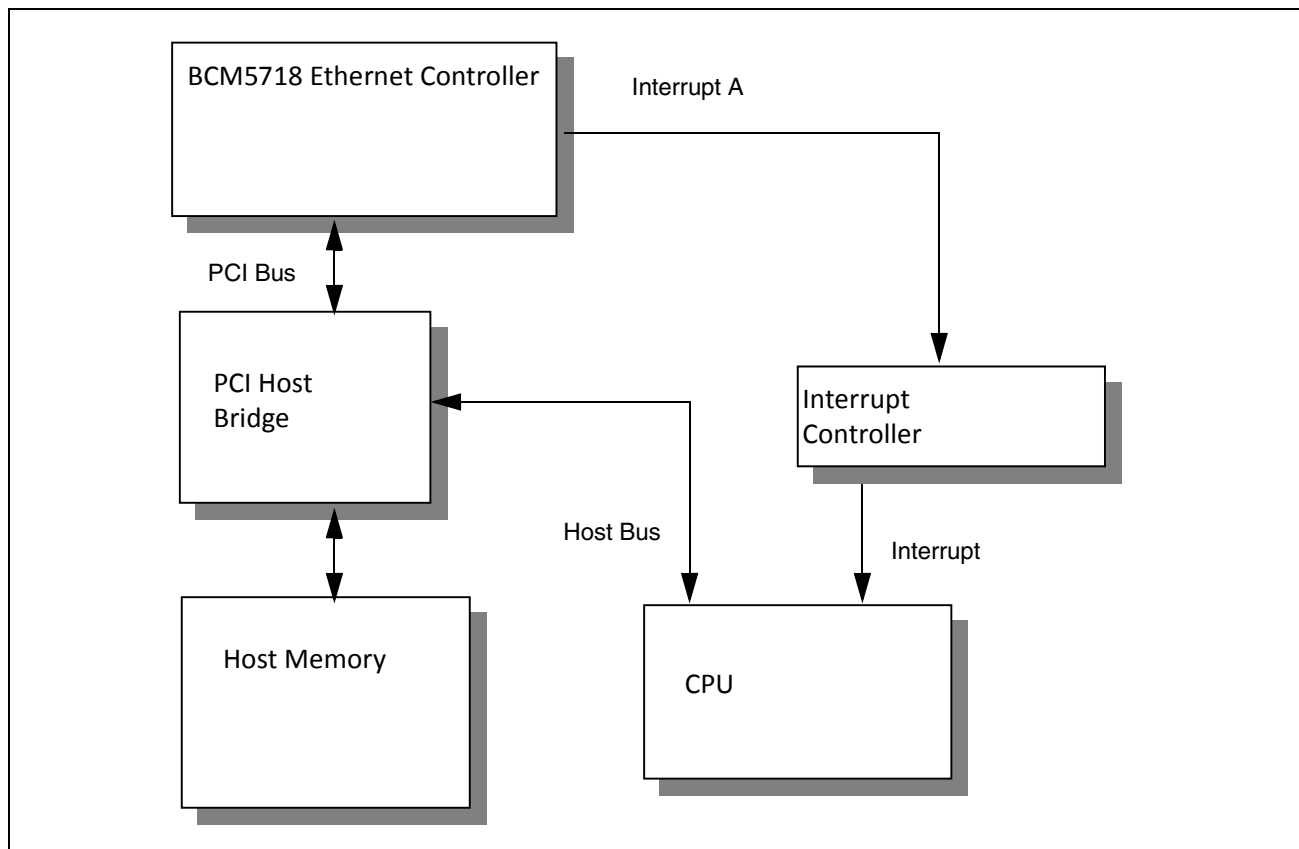 BCM5718 Ethernet Controller
Interrupt A
PCI Bus
PCI Host
Bridge
Interrupt
Controller
Host Bus
Interrupt
Host Memory
CPU